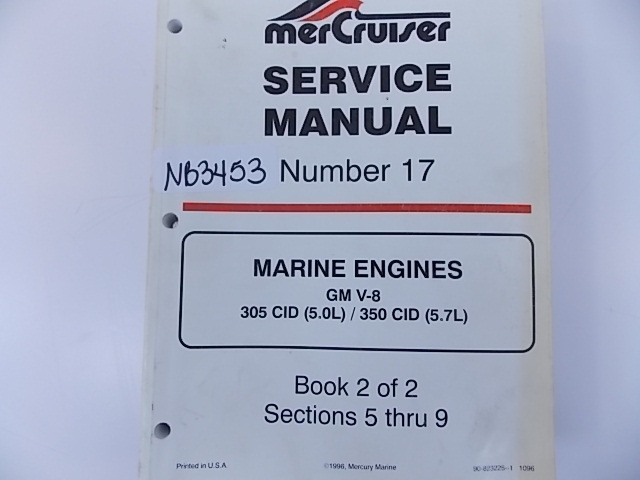 merCruiser
SERVICE
MANUAL
NB3453 Number 17
MARINE ENGINES
GM V-8
305 CID (5.0L) / 350 CID (5.7L)
Book 2 of 2
Sections 5 thru 9
Printed in U.S.A. ©1996, Mercury Marine 90-823225--1 1096